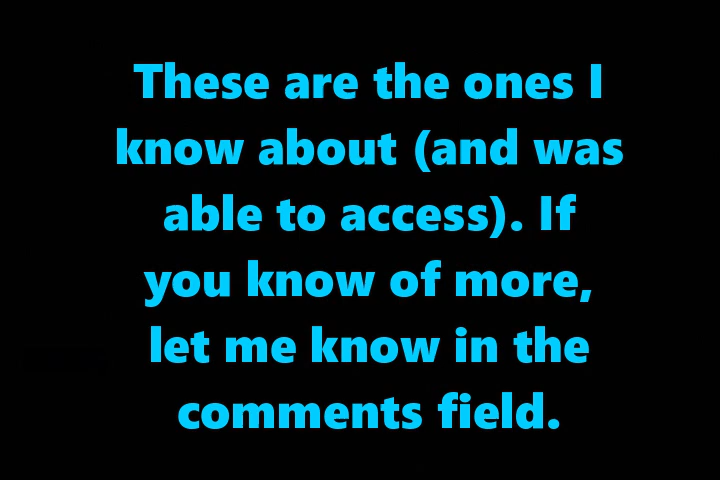 These are the ones I
know about (and was
able to access). If
you know of more,
let me know in the
comments field.